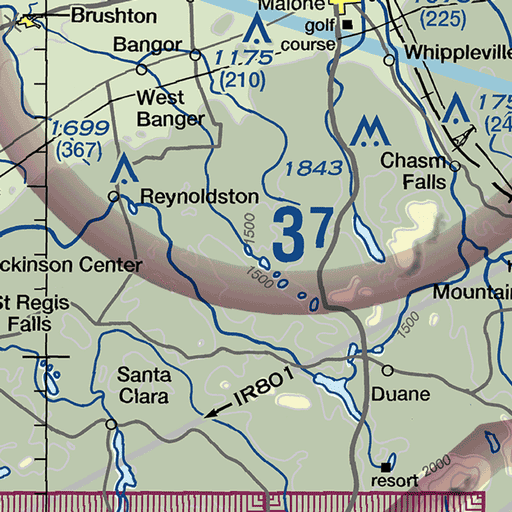 Malone
Brushton
golf
course
(225)
Bangor
1175
(210)
Whippleville
West
Banger
1699
(367)
1843
Chasm
Falls
Reynoldston
37
1500
1500
ckinson Center
Mountain
St Regis
Falls
1500
Santa
Clara
IR801
Duane
2000
resort